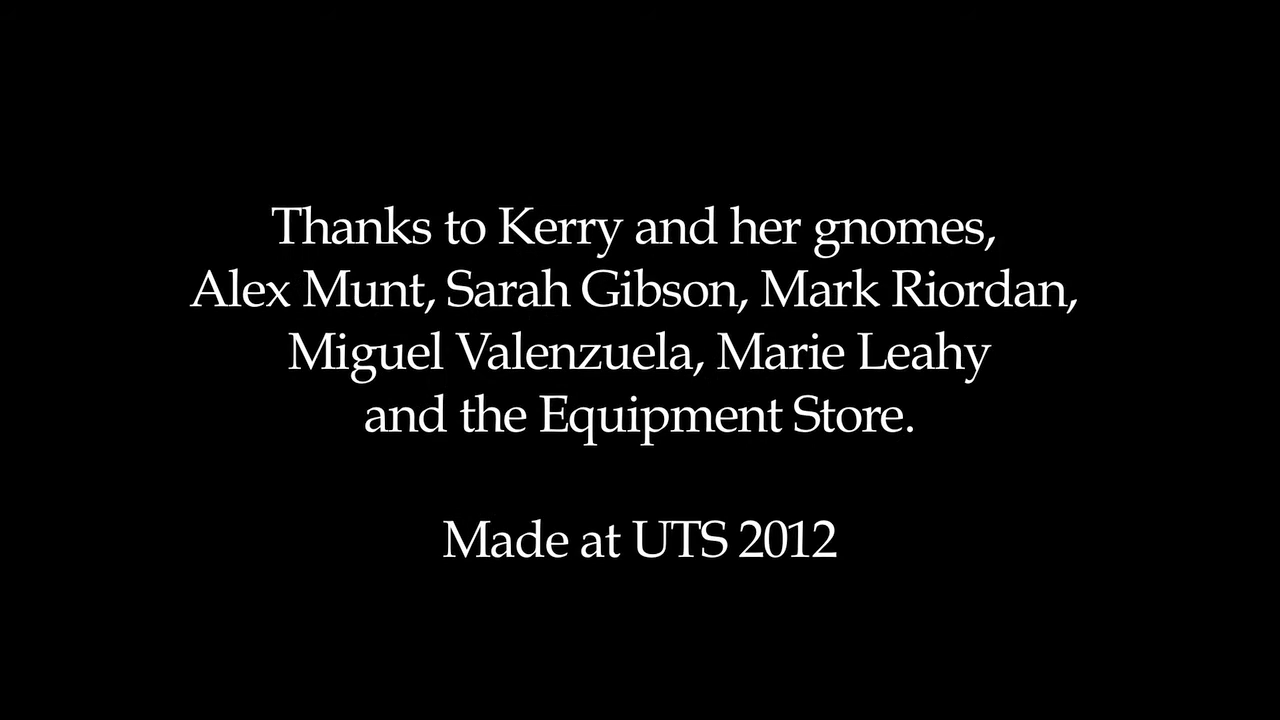 Thanks to Kerry and her gnomes,
Alex Munt, Sarah Gibson, Mark Riordan,
Miguel Valenzuela, Marie Leahy
and the Equipment Store.
Made at UTS 2012